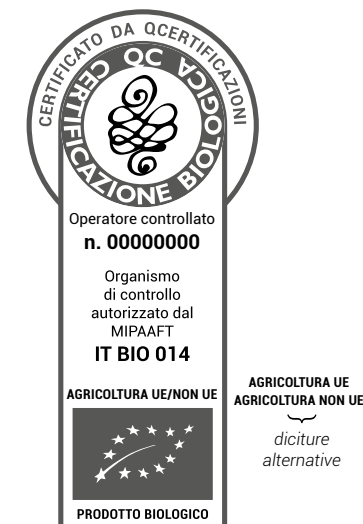 CERTIFICATO DA QCERTIFICAZIONI
QC CERTIFICAZIONE BIOLOGICA
Operatore controllato
n. 00000000
Organismo
di controllo
autorizzato dal
MIPAAFT
IT BIO 014
AGRICOLTURA UE/NON UE
PRODOTTO BIOLOGICO
AGRICOLTURA UE
AGRICOLTURA NON UE
diciture
alternative